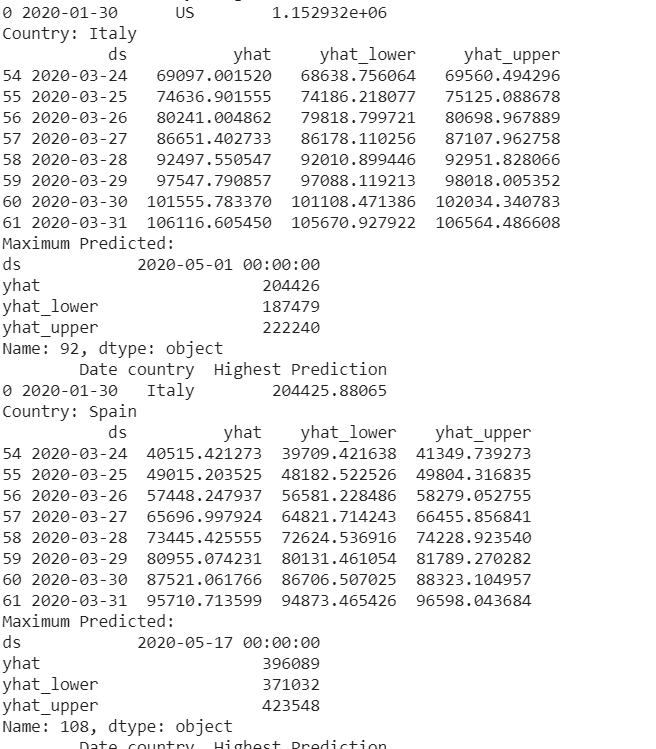 0 2020-01-30 US 1.152932e+06
Country: Italy
ds yhat yhat_lower yhat_upper
54 2020-03-24 69097.001520 68638.756064 69560.494296
55 2020-03-25 74636.901555 74186.218077 75125.088678
56 2020-03-26 80241.004862 79818.799721 80698.967889
57 2020-03-27 86651.402733 86178.110256 87107.962758
58 2020-03-28 92497.550547 92010.899446 92951.828066
59 2020-03-29 97547.790857 97088.119213 98018.005352
60 2020-03-30 101555.783370 101108.471386 102034.340783
61 2020-03-31 106116.605450 105670.927922 106564.486608
Maximum Predicted:
ds 2020-05-01 00:00:00
yhat 204426
yhat_lower 187479
yhat_upper 222240
Name: 92, dtype: object
Date country Highest Prediction
0 2020-01-30 Italy 204425.88065
Country: Spain
ds yhat yhat_lower yhat_upper
54 2020-03-24 40515.421273 39709.421638 41349.739273
55 2020-03-25 49015.203525 48182.522526 49804.316835
56 2020-03-26 57448.247937 56581.228486 58279.052755
57 2020-03-27 65696.997924 64821.714243 66455.856841
58 2020-03-28 73445.425555 72624.536916 74228.923540
59 2020-03-29 80955.074231 80131.461054 81789.270282
60 2020-03-30 87521.061766 86706.507025 88323.104957
61 2020-03-31 95710.713599 94873.465426 96598.043684
Maximum Predicted:
ds 2020-05-17 00:00:00
yhat 396089
yhat_lower 371032
yhat_upper 423548
Name: 108, dtype: object
Date country Highest Prediction